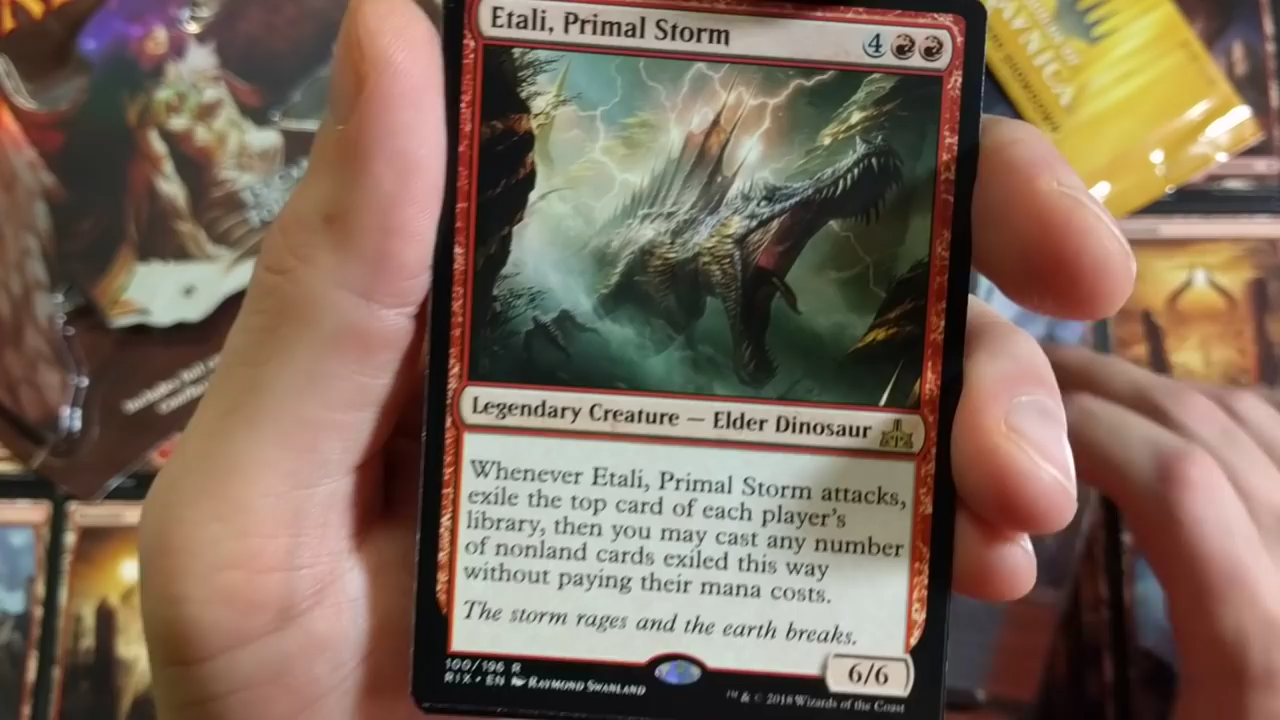 Etali, Primal Storm
4
Legendary Creature — Elder Dinosaur
Whenever Etali, Primal Storm attacks,
exile the top card of each player's
library, then you may cast any number
of nonland cards exiled this way
without paying their mana costs.
The storm rages and the earth breaks.
6/6
100/196 R
RIX • EN Raymond Swanland
™ & © 2018 Wizards of the Coast